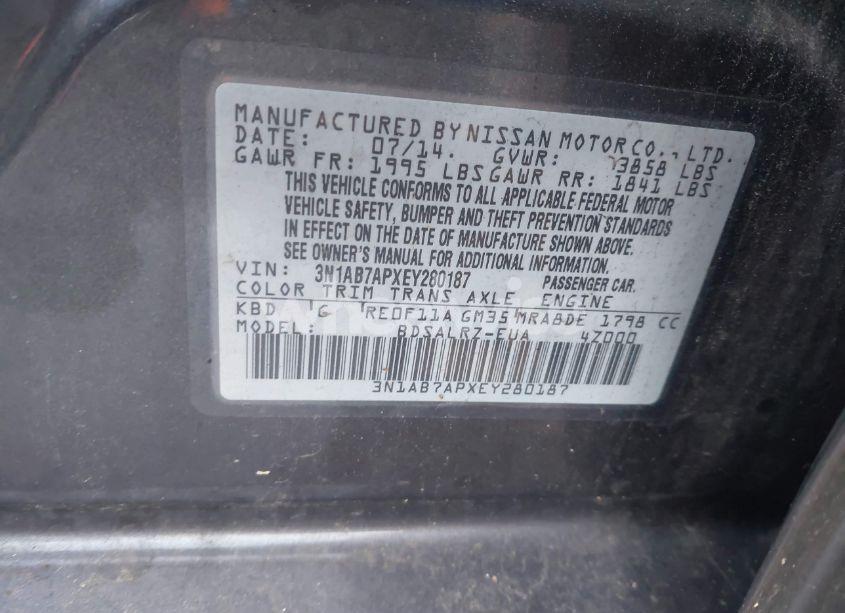 MANUFACTURED BY NISSAN MOTOR CO., LTD.
DATE: 07/14. GVWR: 3858 LBS
GAWR FR: 1995 LBS GAWR RR: 1841 LBS
THIS VEHICLE CONFORMS TO ALL APPLICABLE FEDERAL MOTOR
VEHICLE SAFETY, BUMPER AND THEFT PREVENTION STANDARDS
IN EFFECT ON THE DATE OF MANUFACTURE SHOWN ABOVE.
SEE OWNER'S MANUAL FOR ADDITIONAL INFORMATION.
VIN: 3N1AB7APXEY280187 PASSENGER CAR.
COLOR TRIM TRANS AXLE ENGINE
KBD G RE0F11A GM35 MRA8DE 1798 CC
MODEL: BDSALRZ-EUA 4Z000
3N1AB7APXEY280187